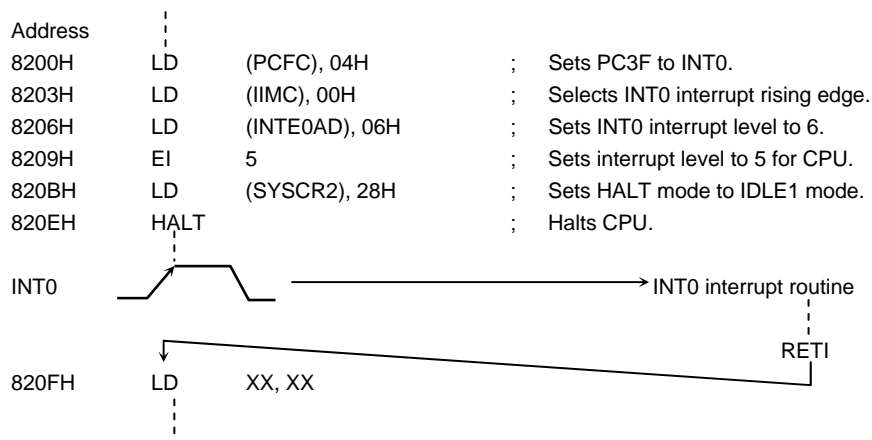 Address
8200H LD (PCFC), 04H ; Sets PC3F to INT0.
8203H LD (IIMC), 00H ; Selects INT0 interrupt rising edge.
8206H LD (INTE0AD), 06H ; Sets INT0 interrupt level to 6.
8209H EI 5 ; Sets interrupt level to 5 for CPU.
820BH LD (SYSCR2), 28H ; Sets HALT mode to IDLE1 mode.
820EH HALT ; Halts CPU.
INT0 INT0 interrupt routine
RETI
820FH LD XX, XX